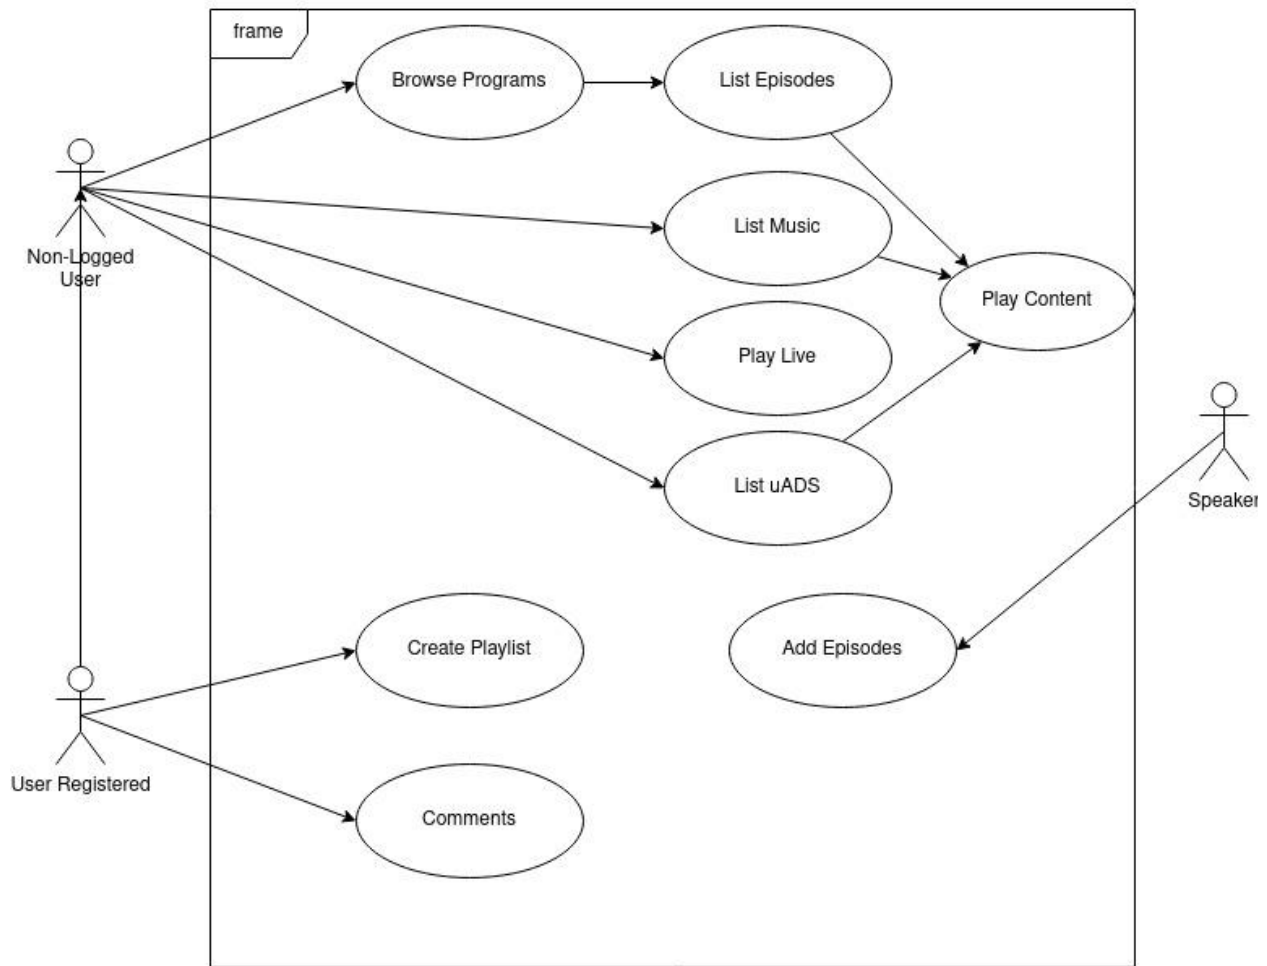 frame
Browse Programs
List Episodes
Non-Logged
User
List Music
Play Content
Play Live
List uADS
Speaker
Create Playlist
Add Episodes
User Registered
Comments